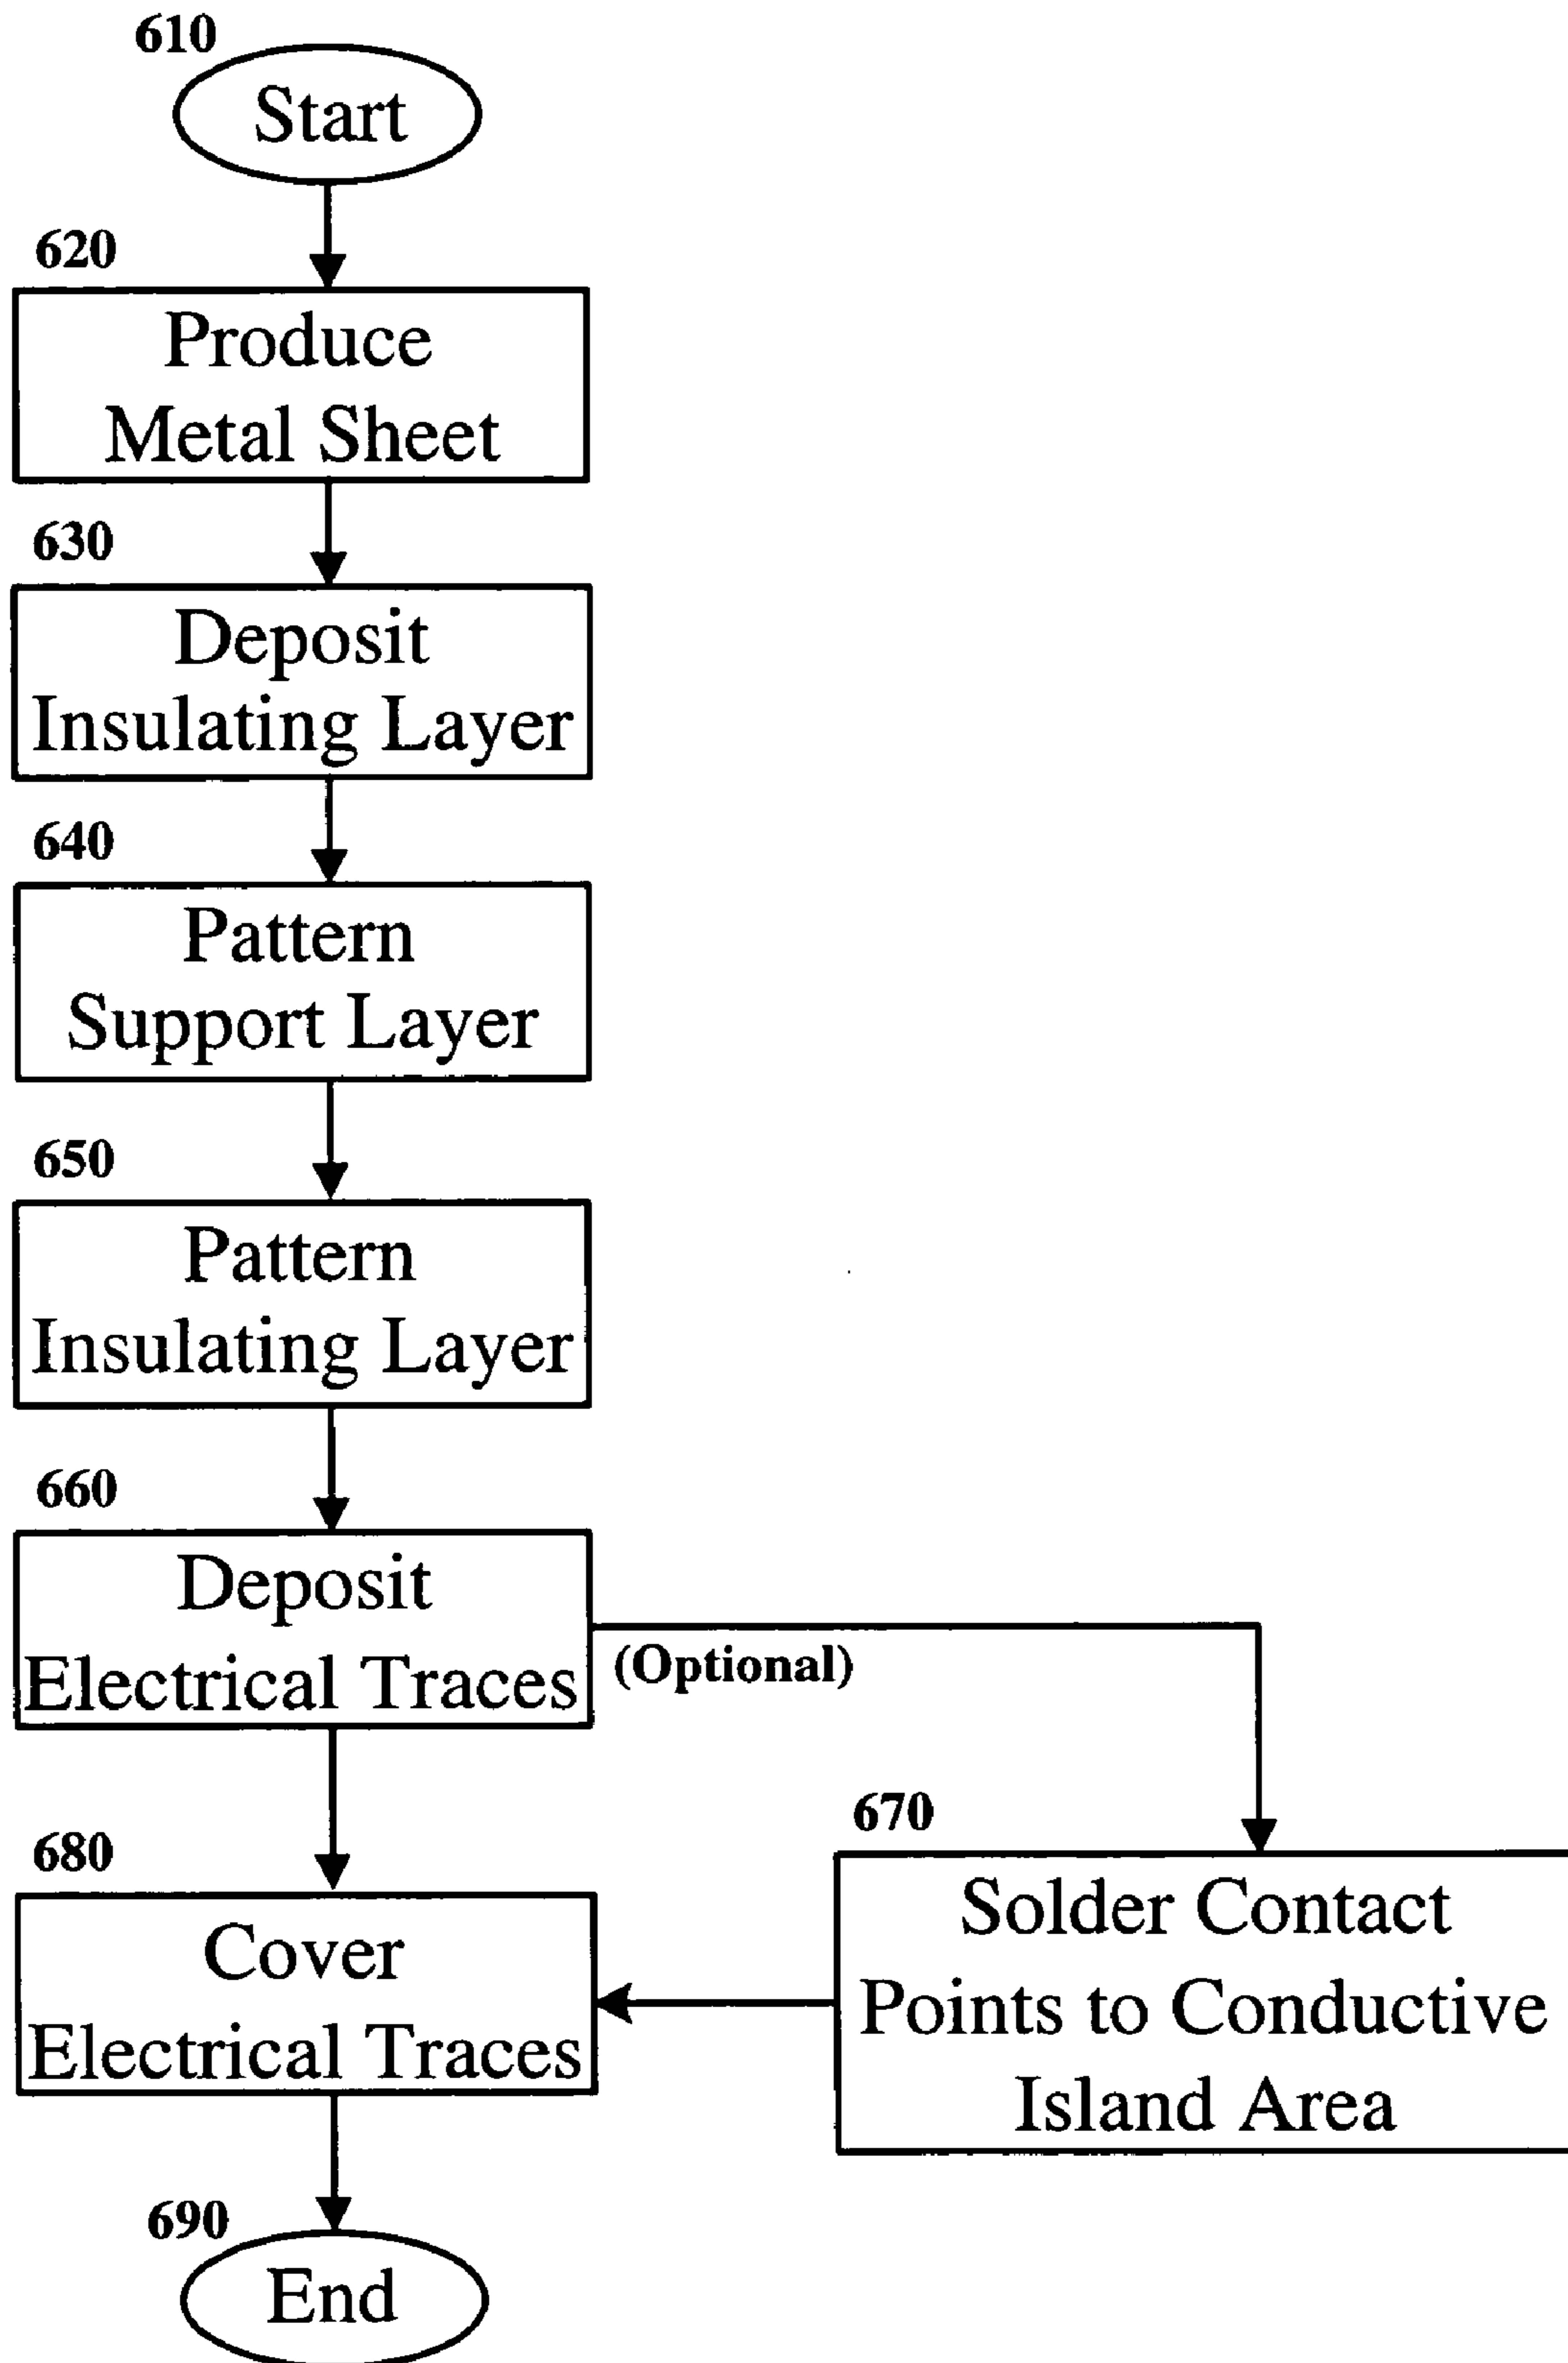 610
Start
620
Produce
Metal Sheet
630
Deposit
Insulating Layer
640
Pattern
Support Layer
650
Pattern
Insulating Layer
660
Deposit
Electrical Traces
(Optional)
670
Solder Contact
Points to Conductive
Island Area
680
Cover
Electrical Traces
690
End